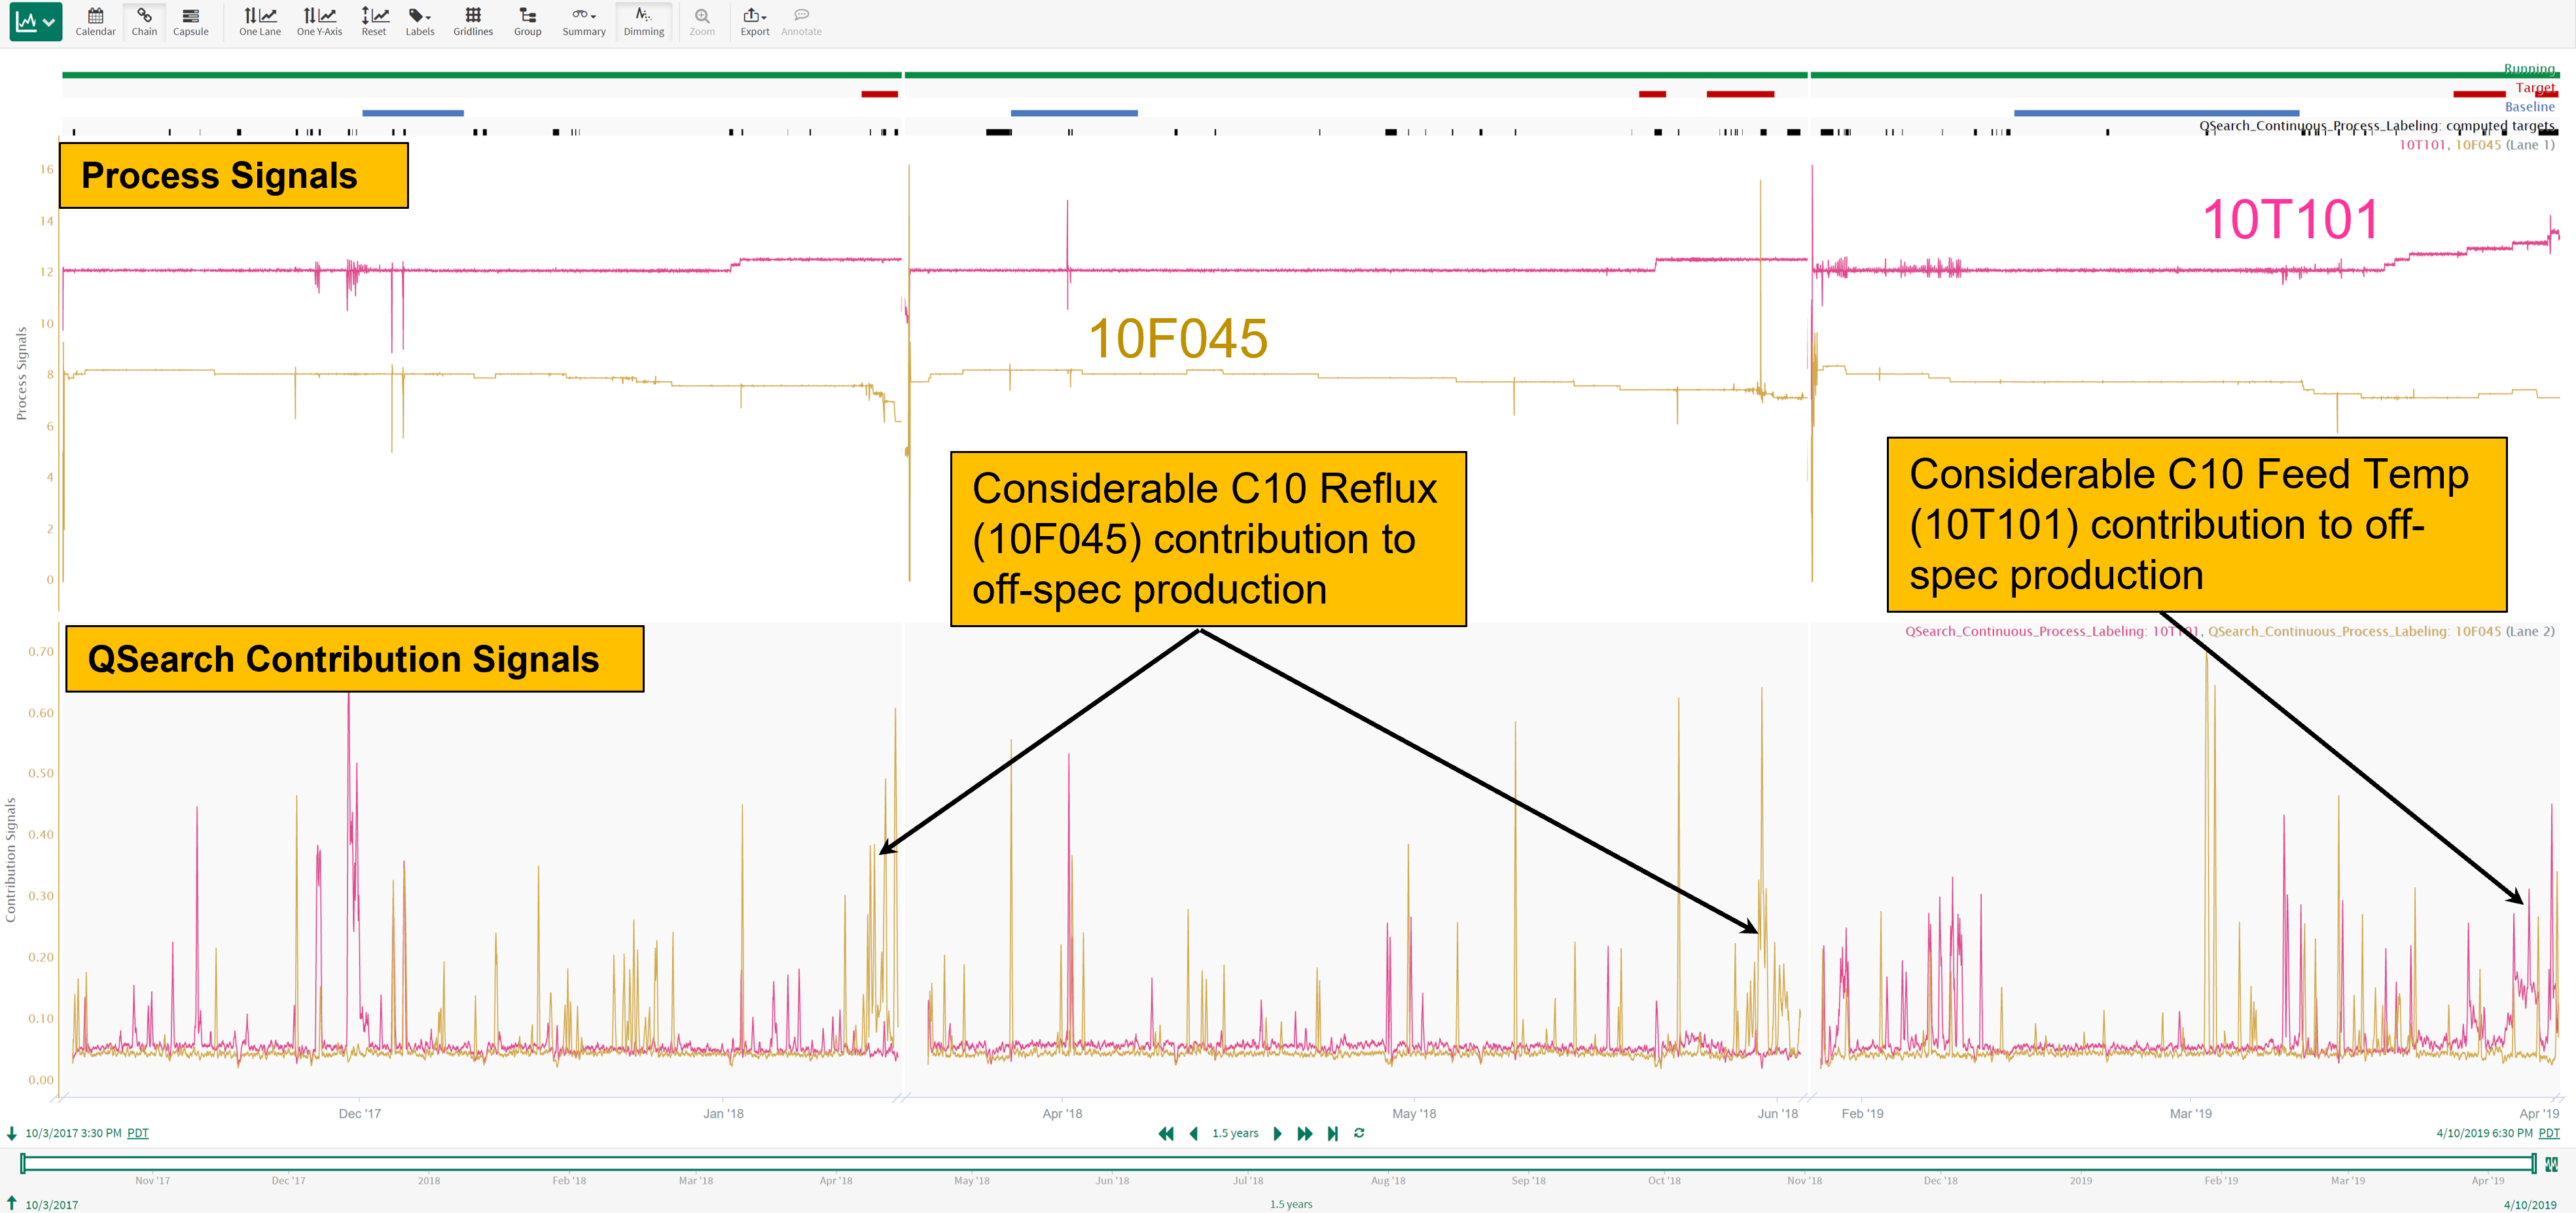 Calendar Chain Capsule One Lane One Y-Axis Reset Labels Gridlines Group Summary Dimming Zoom Export Annotate
Running
Target
Baseline
QSearch_Continuous_Process_Labeling: computed targets
10T101, 10F045 (Lane 1)
Process Signals
16
14
12
10
8
6
4
2
0
Process Signals
10T101
10F045
Considerable C10 Reflux
(10F045) contribution to
off-spec production
Considerable C10 Feed Temp
(10T101) contribution to off-
spec production
QSearch_Continuous_Process_Labeling: 10T101, QSearch_Continuous_Process_Labeling: 10F045 (Lane 2)
QSearch Contribution Signals
0.70
0.60
0.50
0.40
0.30
0.20
0.10
0.00
Contribution Signals
Dec '17 Jan '18 Apr '18 May '18 Jun '18 Feb '19 Mar '19 Apr '19
10/3/2017 3:30 PM PDT 1.5 years 4/10/2019 6:30 PM PDT
Nov '17 Dec '17 2018 Feb '18 Mar '18 Apr '18 May '18 Jun '18 Jul '18 Aug '18 Sep '18 Oct '18 Nov '18 Dec '18 2019 Feb '19 Mar '19 Apr '19
10/3/2017 1.5 years 4/10/2019